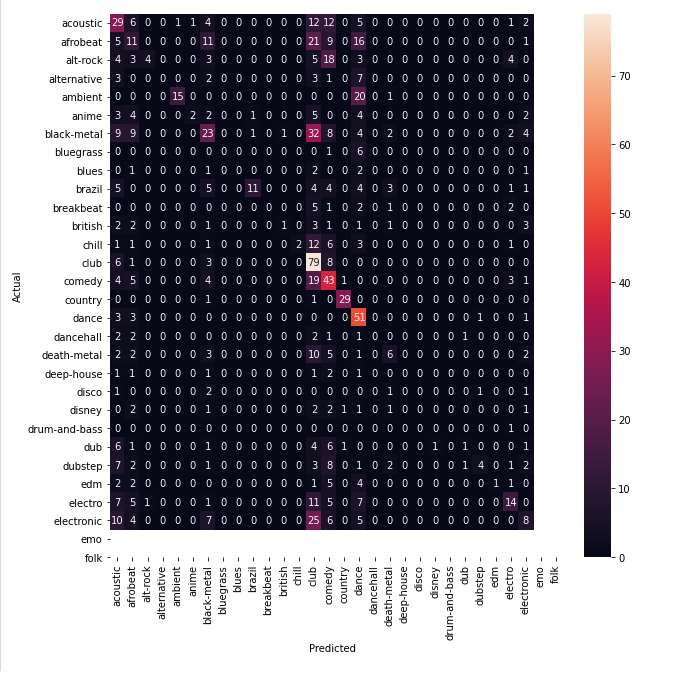 acoustic 29 6 0 0 1 1 4 0 0 0 0 0 0 12 12 0 5 0 0 0 0 0 0 0 0 0 1 2
afrobeat 5 11 0 0 0 0 11 0 0 0 0 0 0 21 9 0 16 0 0 0 0 0 0 0 0 0 0 1
alt-rock 4 3 4 0 0 0 3 0 0 0 0 0 0 5 18 0 3 0 0 0 0 0 0 0 0 0 4 0
alternative 3 0 0 0 0 0 2 0 0 0 0 0 0 3 1 0 7 0 0 0 0 0 0 0 0 0 0 0
ambient 0 0 0 0 15 0 0 0 0 0 0 0 0 0 0 0 20 0 1 0 0 0 0 0 0 0 0 0
anime 3 4 0 0 0 2 2 0 0 1 0 0 0 5 0 0 4 0 0 0 0 0 0 0 0 0 0 2
black-metal 9 9 0 0 0 0 23 0 0 1 0 1 0 32 8 0 4 0 2 0 0 0 0 0 0 0 2 4
bluegrass 0 0 0 0 0 0 0 0 0 0 0 0 0 0 1 0 6 0 0 0 0 0 0 0 0 0 0 0
blues 0 1 0 0 0 0 1 0 0 0 0 0 0 2 0 0 2 0 0 0 0 0 0 0 0 0 0 1
brazil 5 0 0 0 0 0 5 0 0 11 0 0 0 4 4 0 4 0 3 0 0 0 0 0 0 0 1 1
breakbeat 0 0 0 0 0 0 0 0 0 0 0 0 0 5 1 0 2 0 1 0 0 0 0 0 0 0 2 0
british 2 2 0 0 0 0 1 0 0 0 0 1 0 3 1 0 1 0 1 0 0 0 0 0 0 0 0 3
chill 1 1 0 0 0 0 1 0 0 0 0 0 2 12 6 0 3 0 0 0 0 0 0 0 0 0 1 0
club 6 1 0 0 0 0 3 0 0 0 0 0 0 79 8 0 0 0 0 0 0 0 0 0 0 0 0 0
comedy 4 5 0 0 0 0 4 0 0 0 0 0 0 19 43 1 0 0 0 0 0 0 0 0 0 0 3 1
country 0 0 0 0 0 0 1 0 0 0 0 0 0 1 0 29 0 0 0 0 0 0 0 0 0 0 0 0
dance 3 3 0 0 0 0 0 0 0 0 0 0 0 0 0 0 51 0 0 0 0 0 0 0 1 0 0 1
dancehall 2 2 0 0 0 0 0 0 0 0 0 0 0 2 1 0 1 0 0 0 0 0 0 1 0 0 0 0
death-metal 2 2 0 0 0 0 3 0 0 0 0 0 0 10 5 0 1 0 6 0 0 0 0 0 0 0 0 2
deep-house 1 1 0 0 0 0 1 0 0 0 0 0 0 1 2 0 1 0 0 0 0 0 0 0 0 0 0 0
disco 1 0 0 0 0 0 2 0 0 0 0 0 0 0 0 0 0 0 1 0 0 0 0 0 1 0 0 1
disney 0 2 0 0 0 0 1 0 0 0 0 0 0 2 2 1 1 0 1 0 0 0 0 0 0 0 0 1
drum-and-bass 0 0 0 0 0 0 0 0 0 0 0 0 0 0 0 0 0 0 0 0 0 0 0 0 0 0 1 0
dub 6 1 0 0 0 0 1 0 0 0 0 0 0 4 6 1 0 0 0 0 0 1 0 1 0 0 0 1
dubstep 7 2 0 0 0 0 1 0 0 0 0 0 0 3 8 0 1 0 2 0 0 0 0 1 4 0 1 2
edm 2 2 0 0 0 0 0 0 0 0 0 0 0 1 5 0 4 0 0 0 0 0 0 0 0 1 1 0
electro 7 5 1 0 0 0 1 0 0 0 0 0 0 11 5 0 7 0 0 0 0 0 0 0 0 0 14 0
electronic 10 4 0 0 0 0 7 0 0 0 0 0 0 25 6 0 5 0 0 0 0 0 0 0 0 0 0 8
emo
folk
Actual
acoustic
afrobeat
alt-rock
alternative
ambient
anime
black-metal
bluegrass
blues
brazil
breakbeat
british
chill
club
comedy
country
dance
dancehall
death-metal
deep-house
disco
disney
drum-and-bass
dub
dubstep
edm
electro
electronic
emo
folk
Predicted
70
60
50
40
30
20
10
0